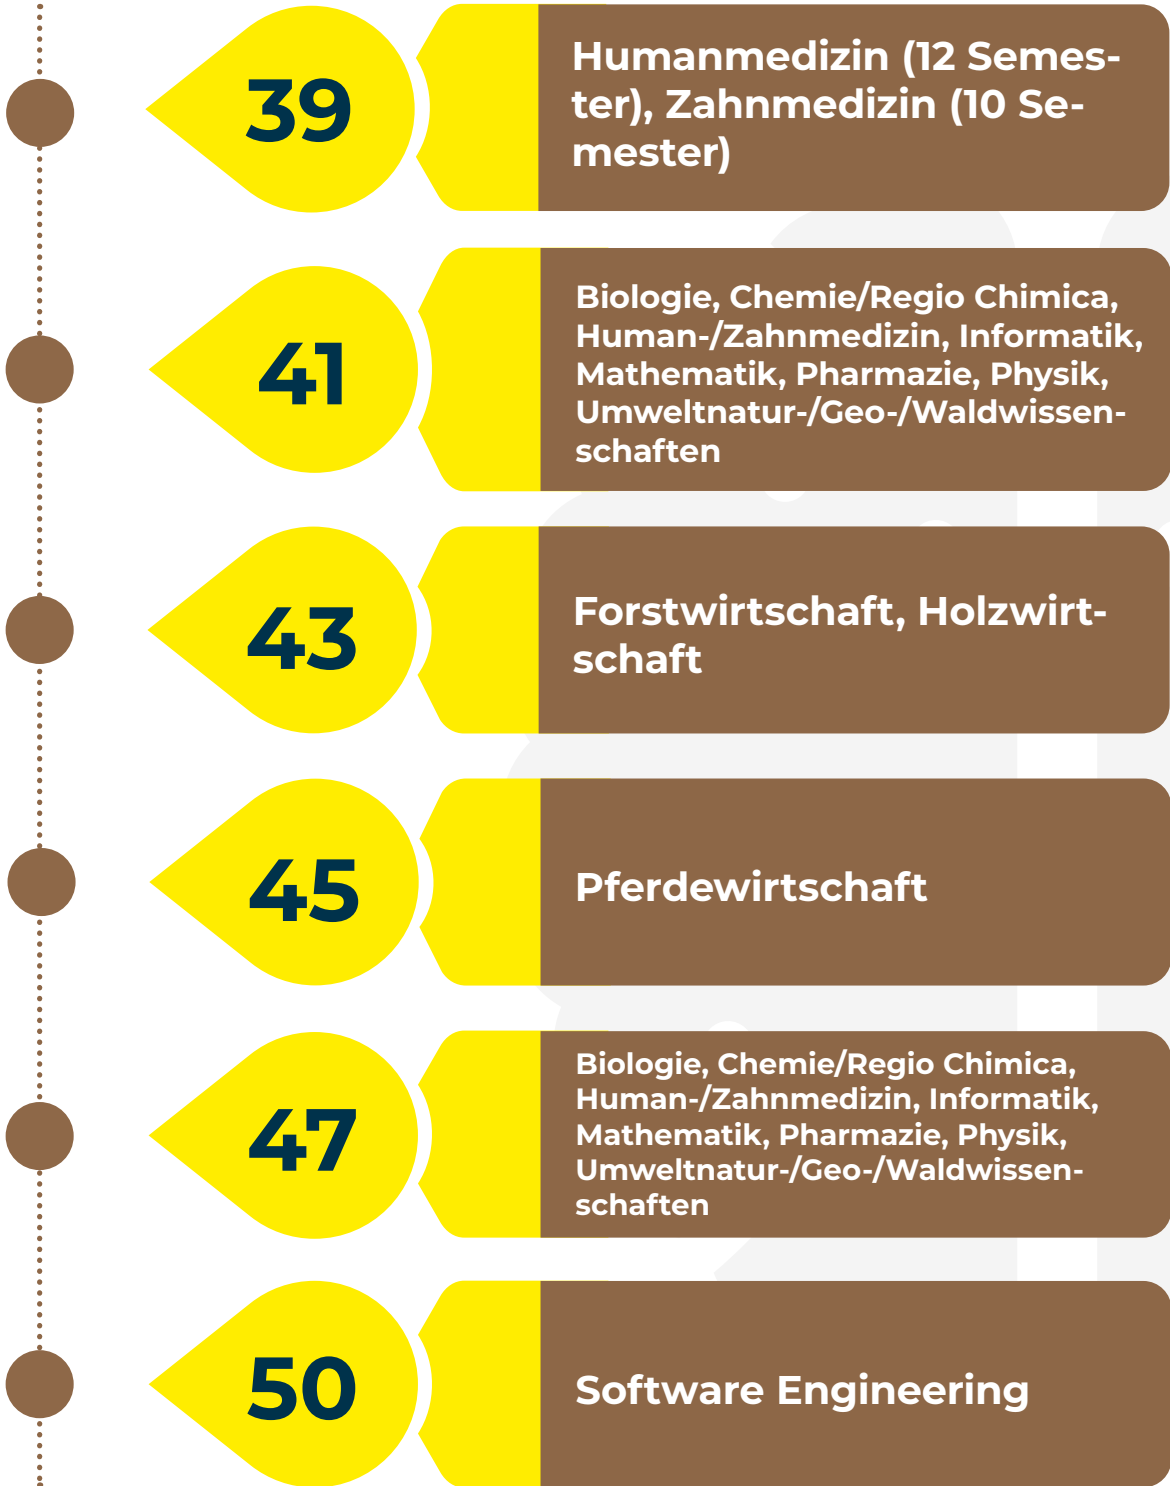 39
Humanmedizin (12 Semes-
ter), Zahnmedizin (10 Se-
mester)
41
Biologie, Chemie/Regio Chimica,
Human-/Zahnmedizin, Informatik,
Mathematik, Pharmazie, Physik,
Umweltnatur-/Geo-/Waldwissen-
schaften
43
Forstwirtschaft, Holzwirt-
schaft
45
Pferdewirtschaft
47
Biologie, Chemie/Regio Chimica,
Human-/Zahnmedizin, Informatik,
Mathematik, Pharmazie, Physik,
Umweltnatur-/Geo-/Waldwissen-
schaften
50
Software Engineering